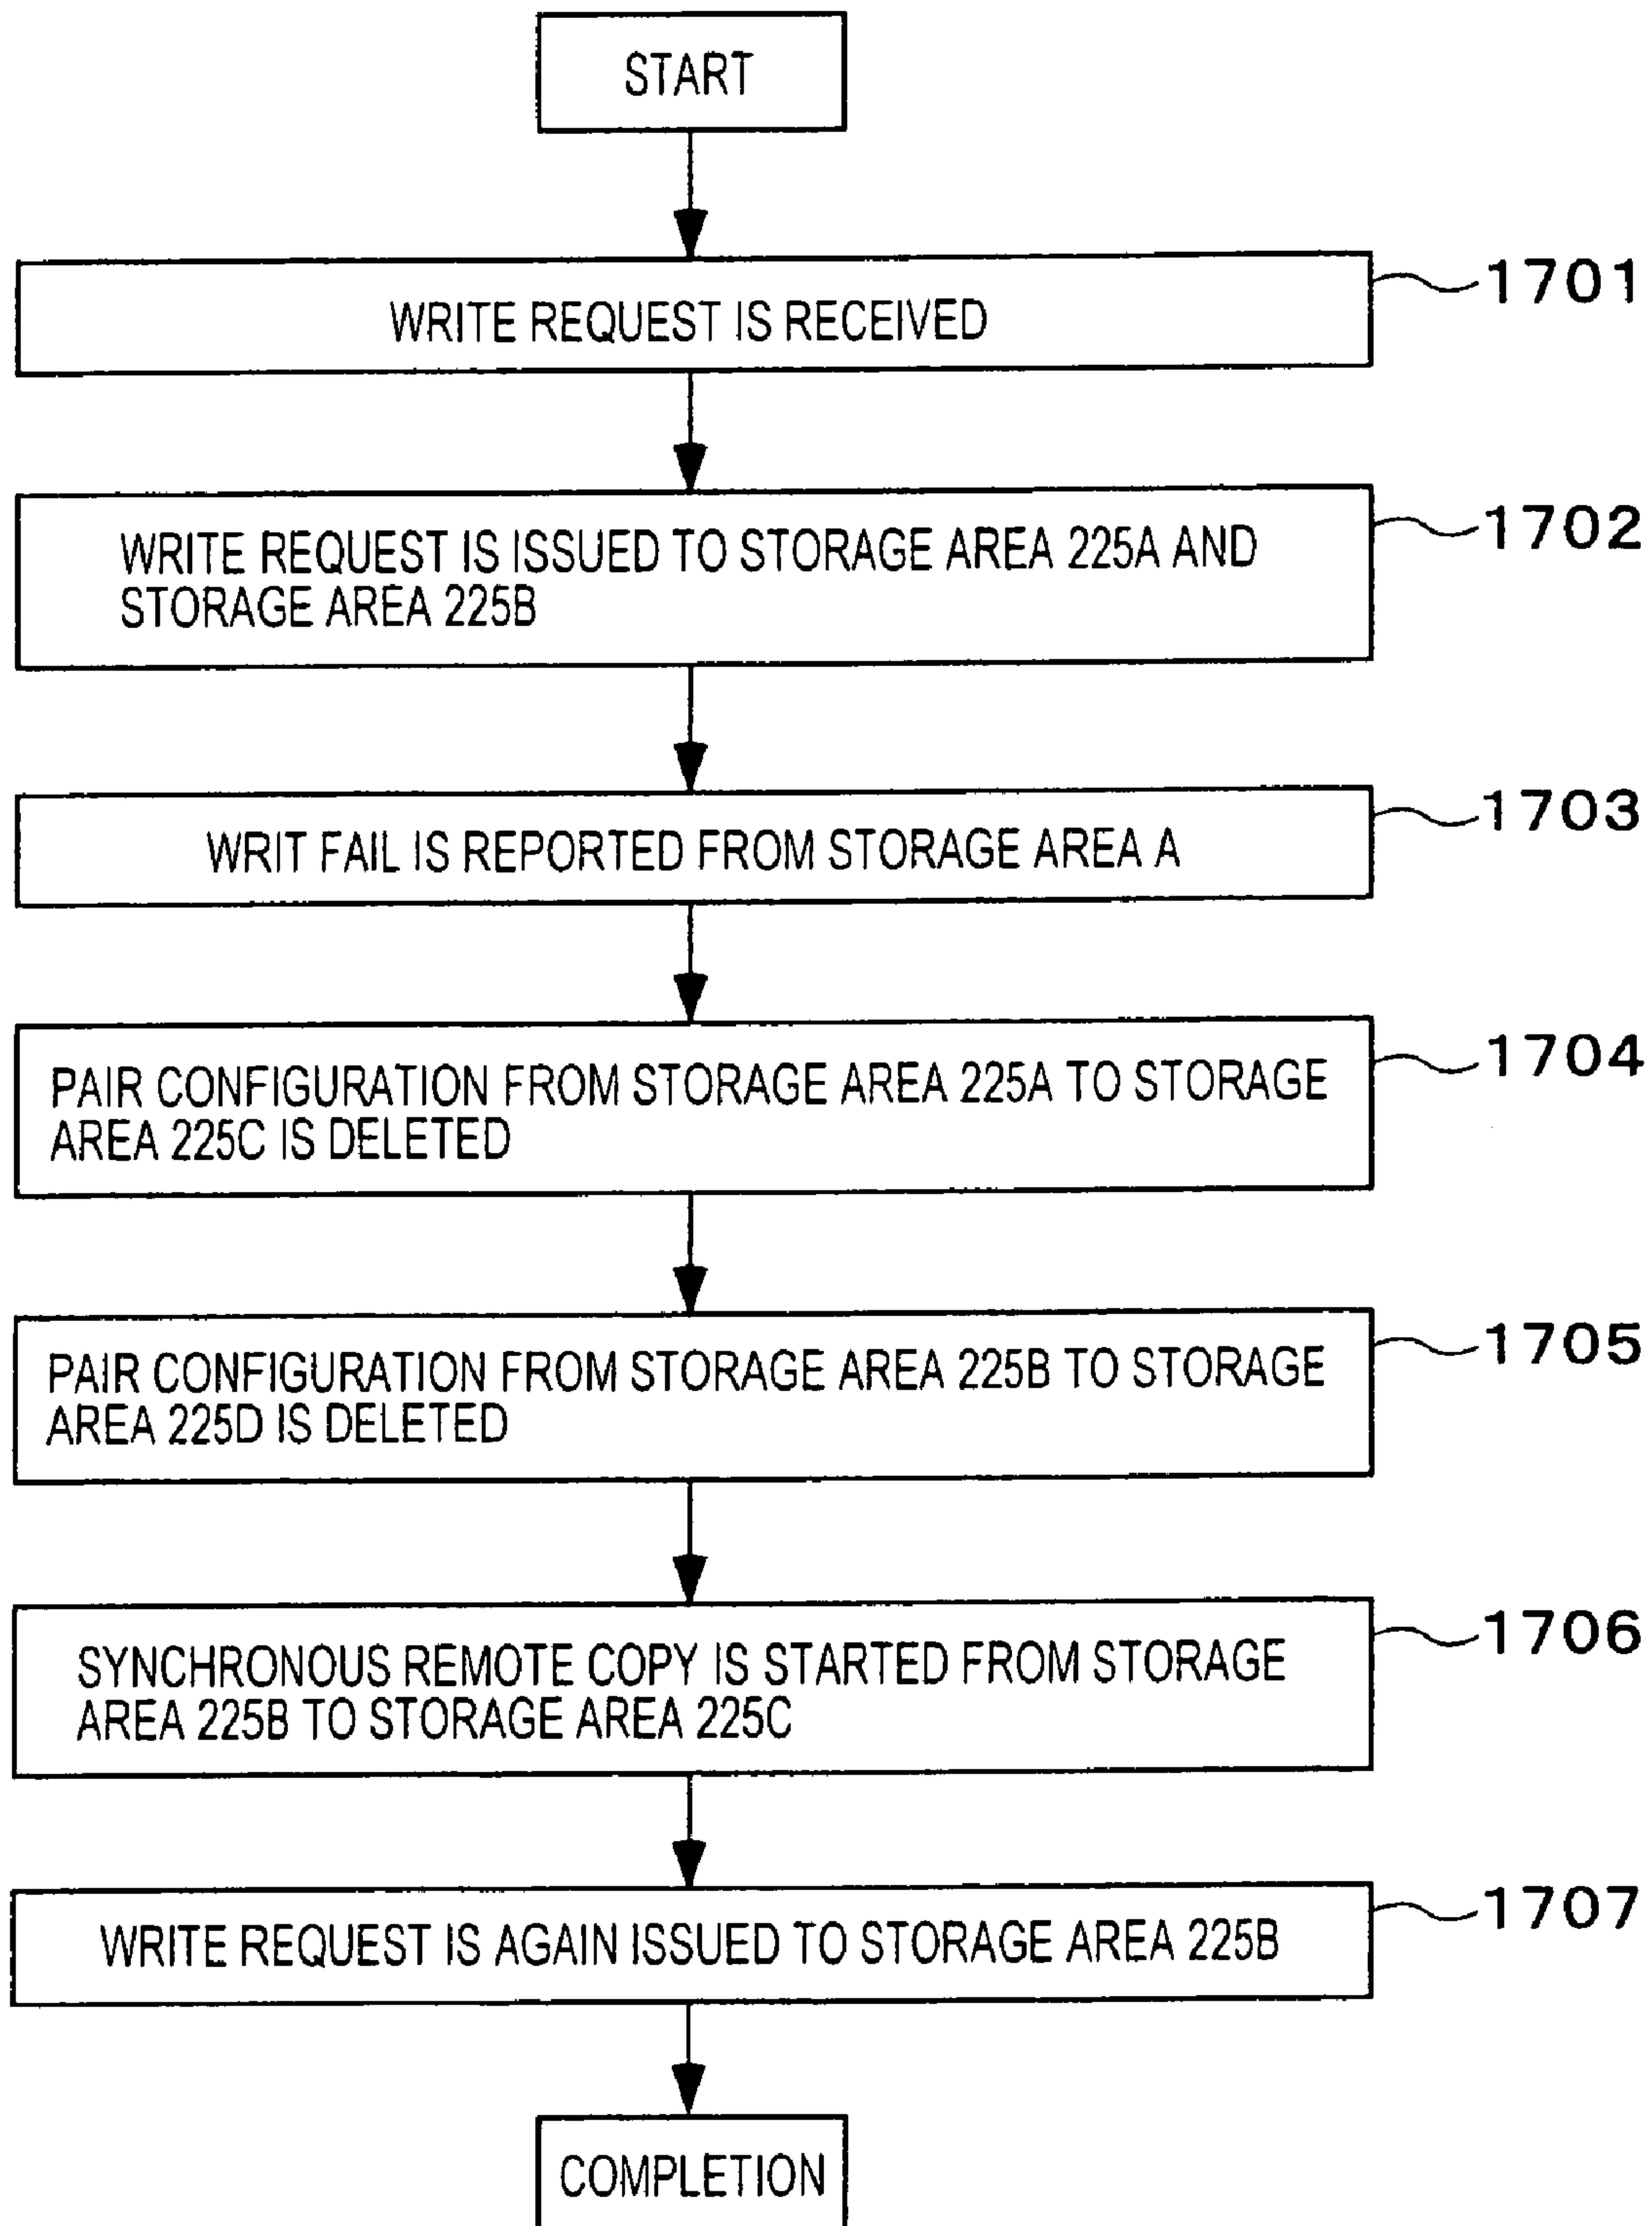 START
WRITE REQUEST IS RECEIVED
1701
WRITE REQUEST IS ISSUED TO STORAGE AREA 225A AND
STORAGE AREA 225B
1702
WRIT FAIL IS REPORTED FROM STORAGE AREA A
1703
PAIR CONFIGURATION FROM STORAGE AREA 225A TO STORAGE
AREA 225C IS DELETED
1704
PAIR CONFIGURATION FROM STORAGE AREA 225B TO STORAGE
AREA 225D IS DELETED
1705
SYNCHRONOUS REMOTE COPY IS STARTED FROM STORAGE
AREA 225B TO STORAGE AREA 225C
1706
WRITE REQUEST IS AGAIN ISSUED TO STORAGE AREA 225B
1707
COMPLETION